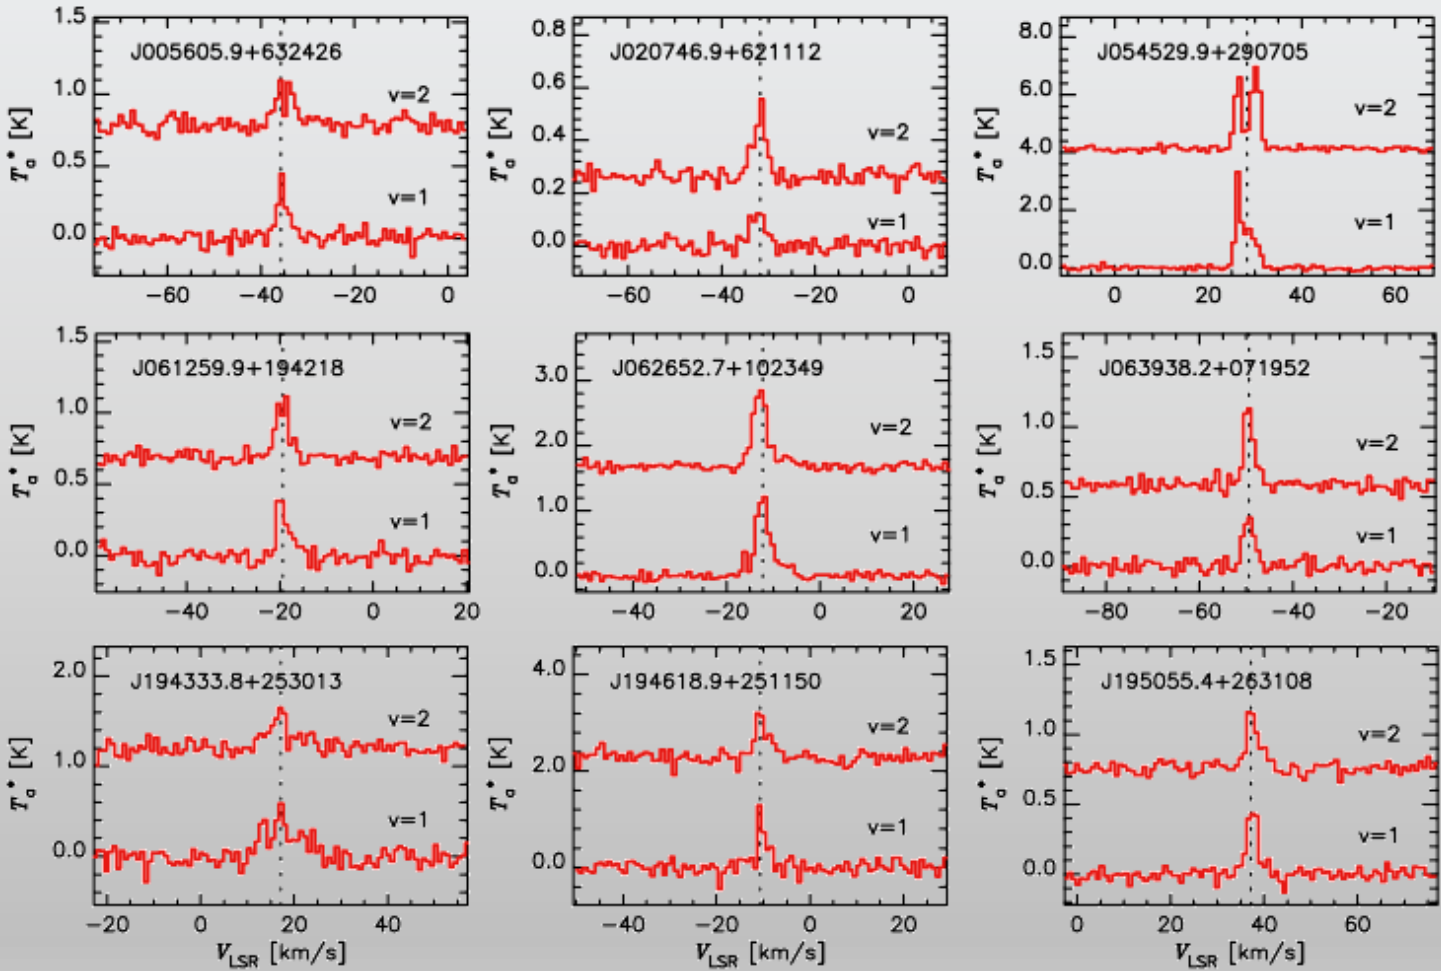 J005605.9+632426
T_a* [K]
1.5
1.0
0.5
0.0
v=2
v=1
−60 −40 −20 0
J020746.9+621112
T_a* [K]
0.8
0.6
0.4
0.2
0.0
v=2
v=1
−60 −40 −20 0
J054529.9+290705
T_a* [K]
8.0
6.0
4.0
2.0
0.0
v=2
v=1
0 20 40 60
J061259.9+194218
T_a* [K]
1.5
1.0
0.5
0.0
v=2
v=1
−40 −20 0 20
J062652.7+102349
T_a* [K]
3.0
2.0
1.0
0.0
v=2
v=1
−40 −20 0 20
J063938.2+071952
T_a* [K]
1.5
1.0
0.5
0.0
v=2
v=1
−80 −60 −40 −20
J194333.8+253013
T_a* [K]
2.0
1.0
0.0
v=2
v=1
−20 0 20 40
V_LSR [km/s]
J194618.9+251150
T_a* [K]
4.0
2.0
0.0
v=2
v=1
−40 −20 0 20
V_LSR [km/s]
J195055.4+263108
T_a* [K]
1.5
1.0
0.5
0.0
v=2
v=1
0 20 40 60
V_LSR [km/s]